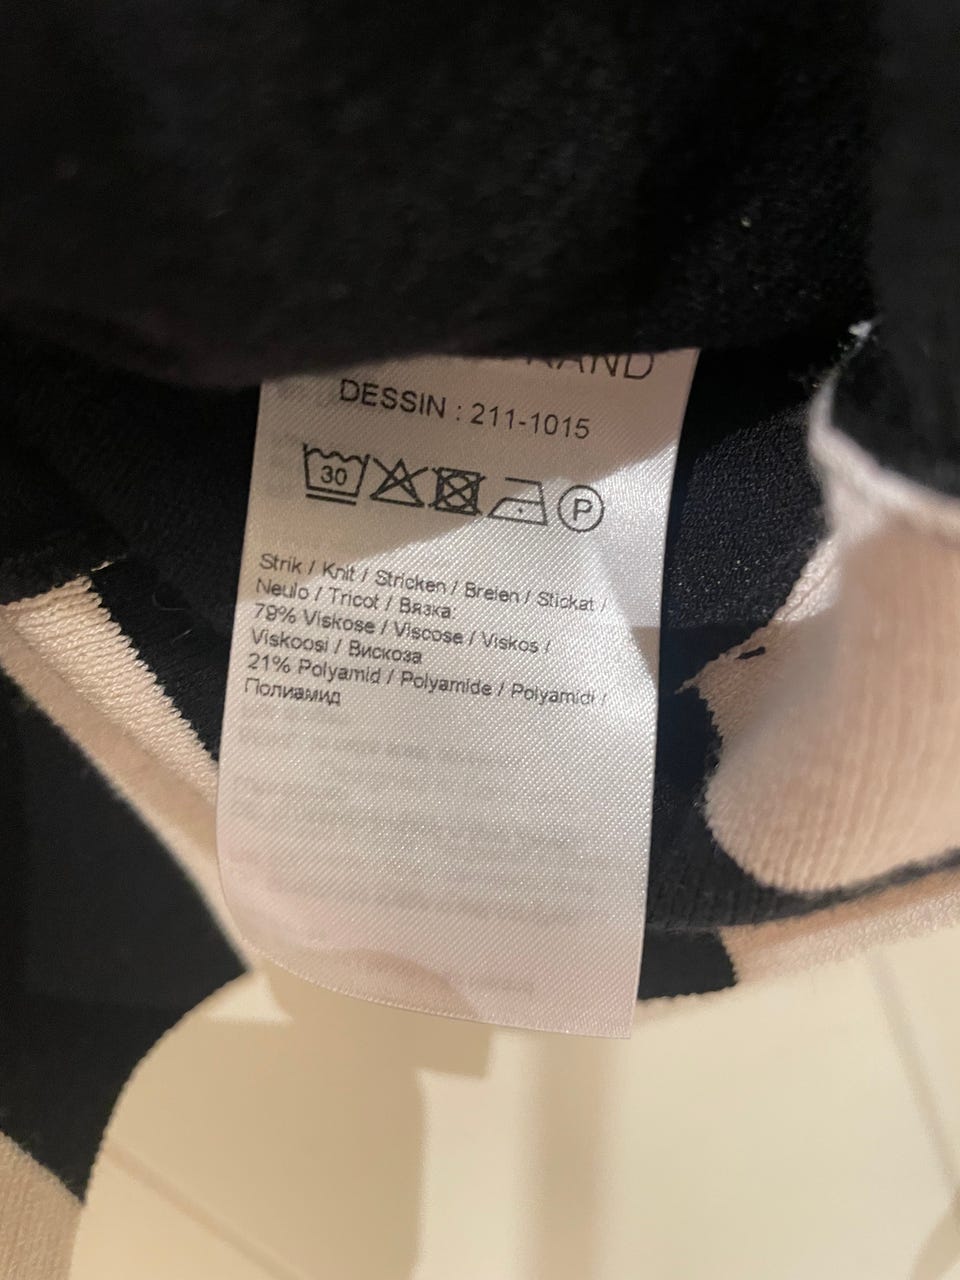 DESSIN : 211-1015
30
P
Strik / Knit / Stricken / Breien / Stickat /
Neulo / Tricot / Вязка:
79% Viskose / Viscose / Viskos /
Viskoosi / Вискоза
21% Polyamid / Polyamide / Polyamidi /
Полиамид